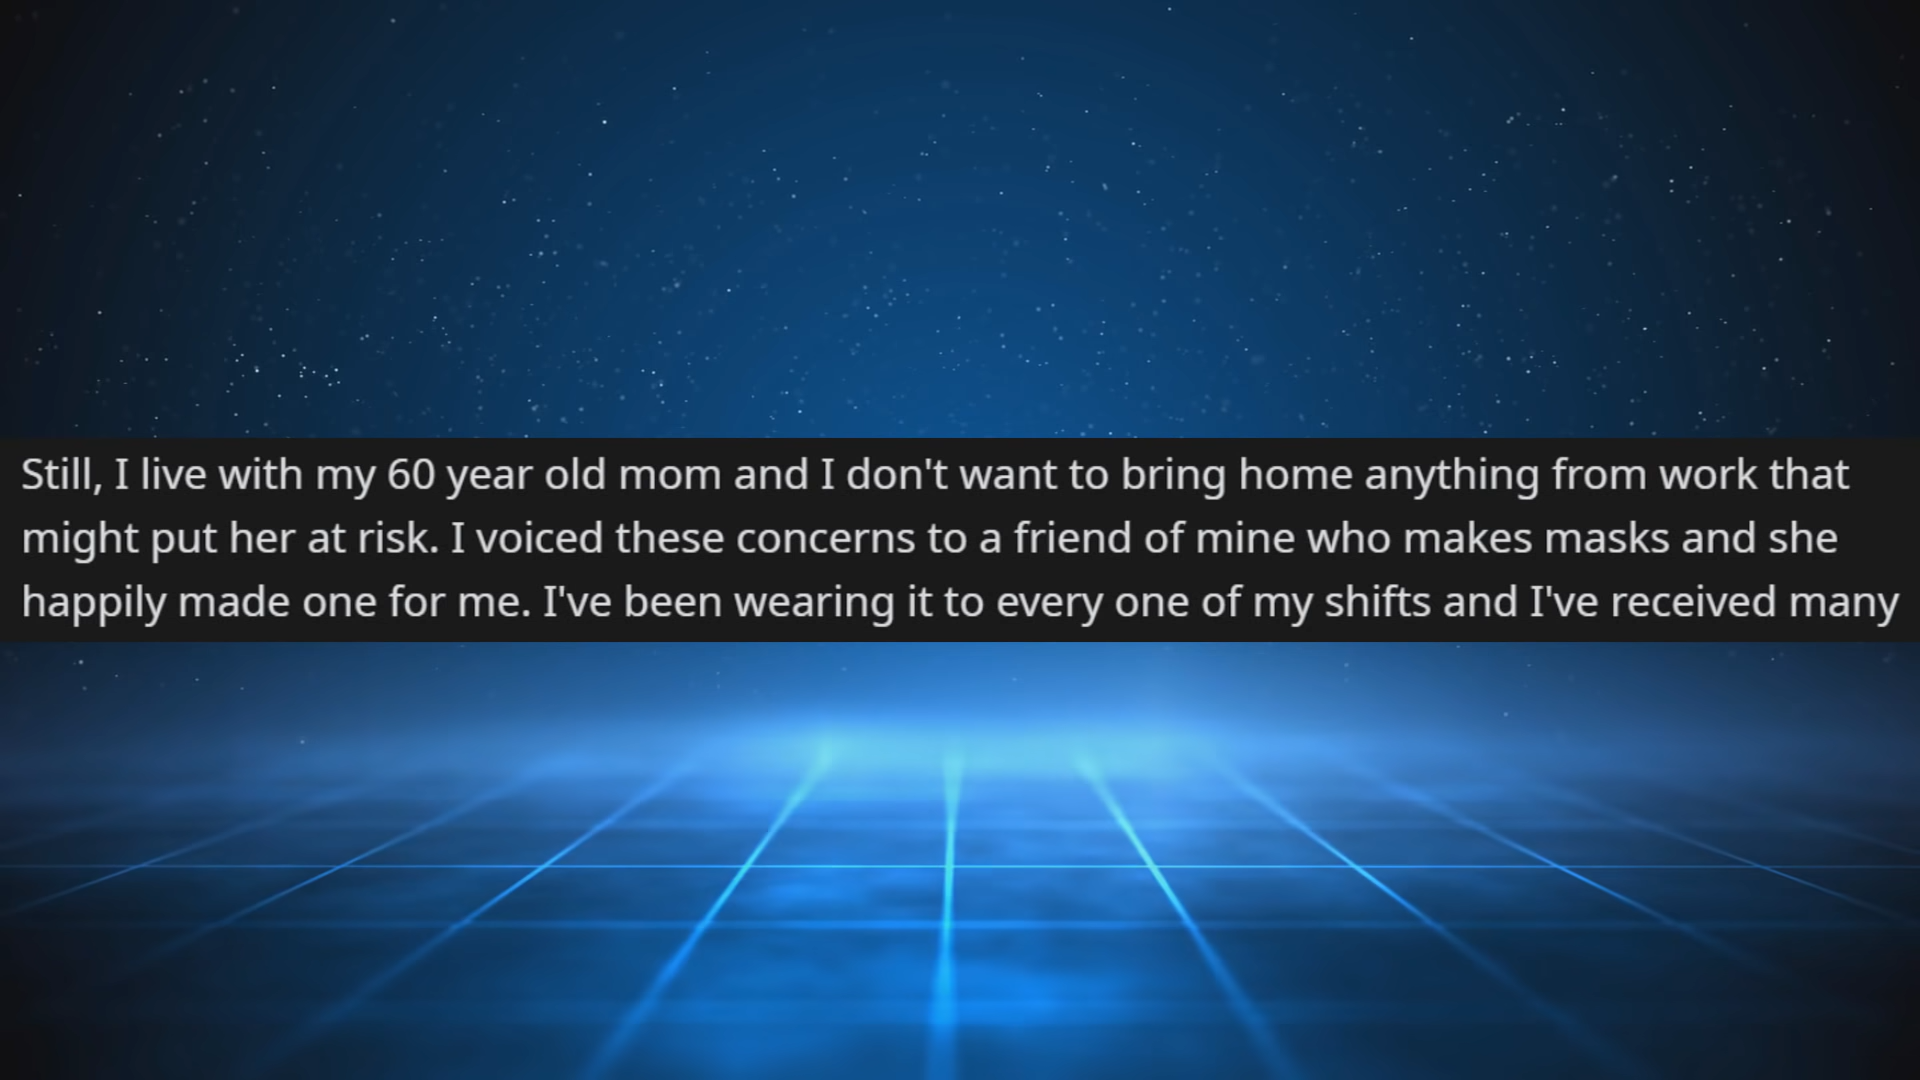 Still, I live with my 60 year old mom and I don't want to bring home anything from work that
might put her at risk. I voiced these concerns to a friend of mine who makes masks and she
happily made one for me. I've been wearing it to every one of my shifts and I've received many